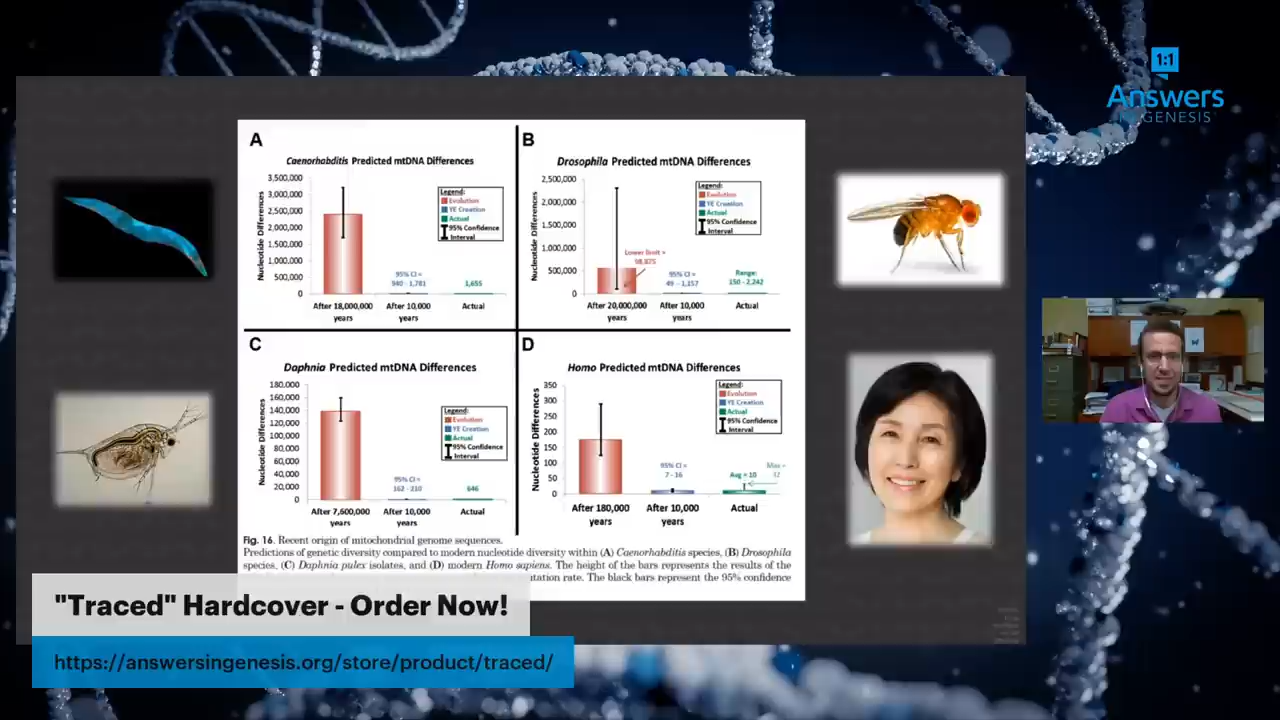 1:1
Answers
IN GENESIS
A
Caenorhabditis Predicted mtDNA Differences
Nucleotide Differences
3,500,000
3,000,000
2,500,000
2,000,000
1,500,000
1,000,000
500,000
0
Legend:
Evolution
YE Creation
Actual
95% Confidence
Interval
95% CI =
940 - 1,781
1,655
After 18,000,000
years
After 10,000
years
Actual
B
Drosophila Predicted mtDNA Differences
Nucleotide Differences
2,500,000
2,000,000
1,500,000
1,000,000
500,000
0
Legend:
Evolution
YE Creation
Actual
95% Confidence
Interval
Lower Limit =
98,875
95% CI =
49 - 1,157
Range:
150 - 2,242
After 20,000,000
years
After 10,000
years
Actual
C
Daphnia Predicted mtDNA Differences
Nucleotide Differences
180,000
160,000
140,000
120,000
100,000
80,000
60,000
40,000
20,000
0
Legend:
Evolution
YE Creation
Actual
95% Confidence
Interval
95% CI =
162 - 210
646
After 7,600,000
years
After 10,000
years
Actual
D
Homo Predicted mtDNA Differences
Nucleotide Differences
350
300
250
200
150
100
50
0
Legend:
Evolution
YE Creation
Actual
95% Confidence
Interval
95% CI =
7 - 16
Avg = 10
Max =
After 180,000
years
After 10,000
years
Actual
Fig. 16. Recent origin of mitochondrial genome sequences.
Predictions of genetic diversity compared to modern nucleotide diversity within (A) Caenorhabditis species, (B) Drosophila
species, (C) Daphnia pulex isolates, and (D) modern Homo sapiens. The height of the bars represents the results of the
rate. The black bars represent the 95% confidence
"Traced" Hardcover - Order Now!
https://answersingenesis.org/store/product/traced/